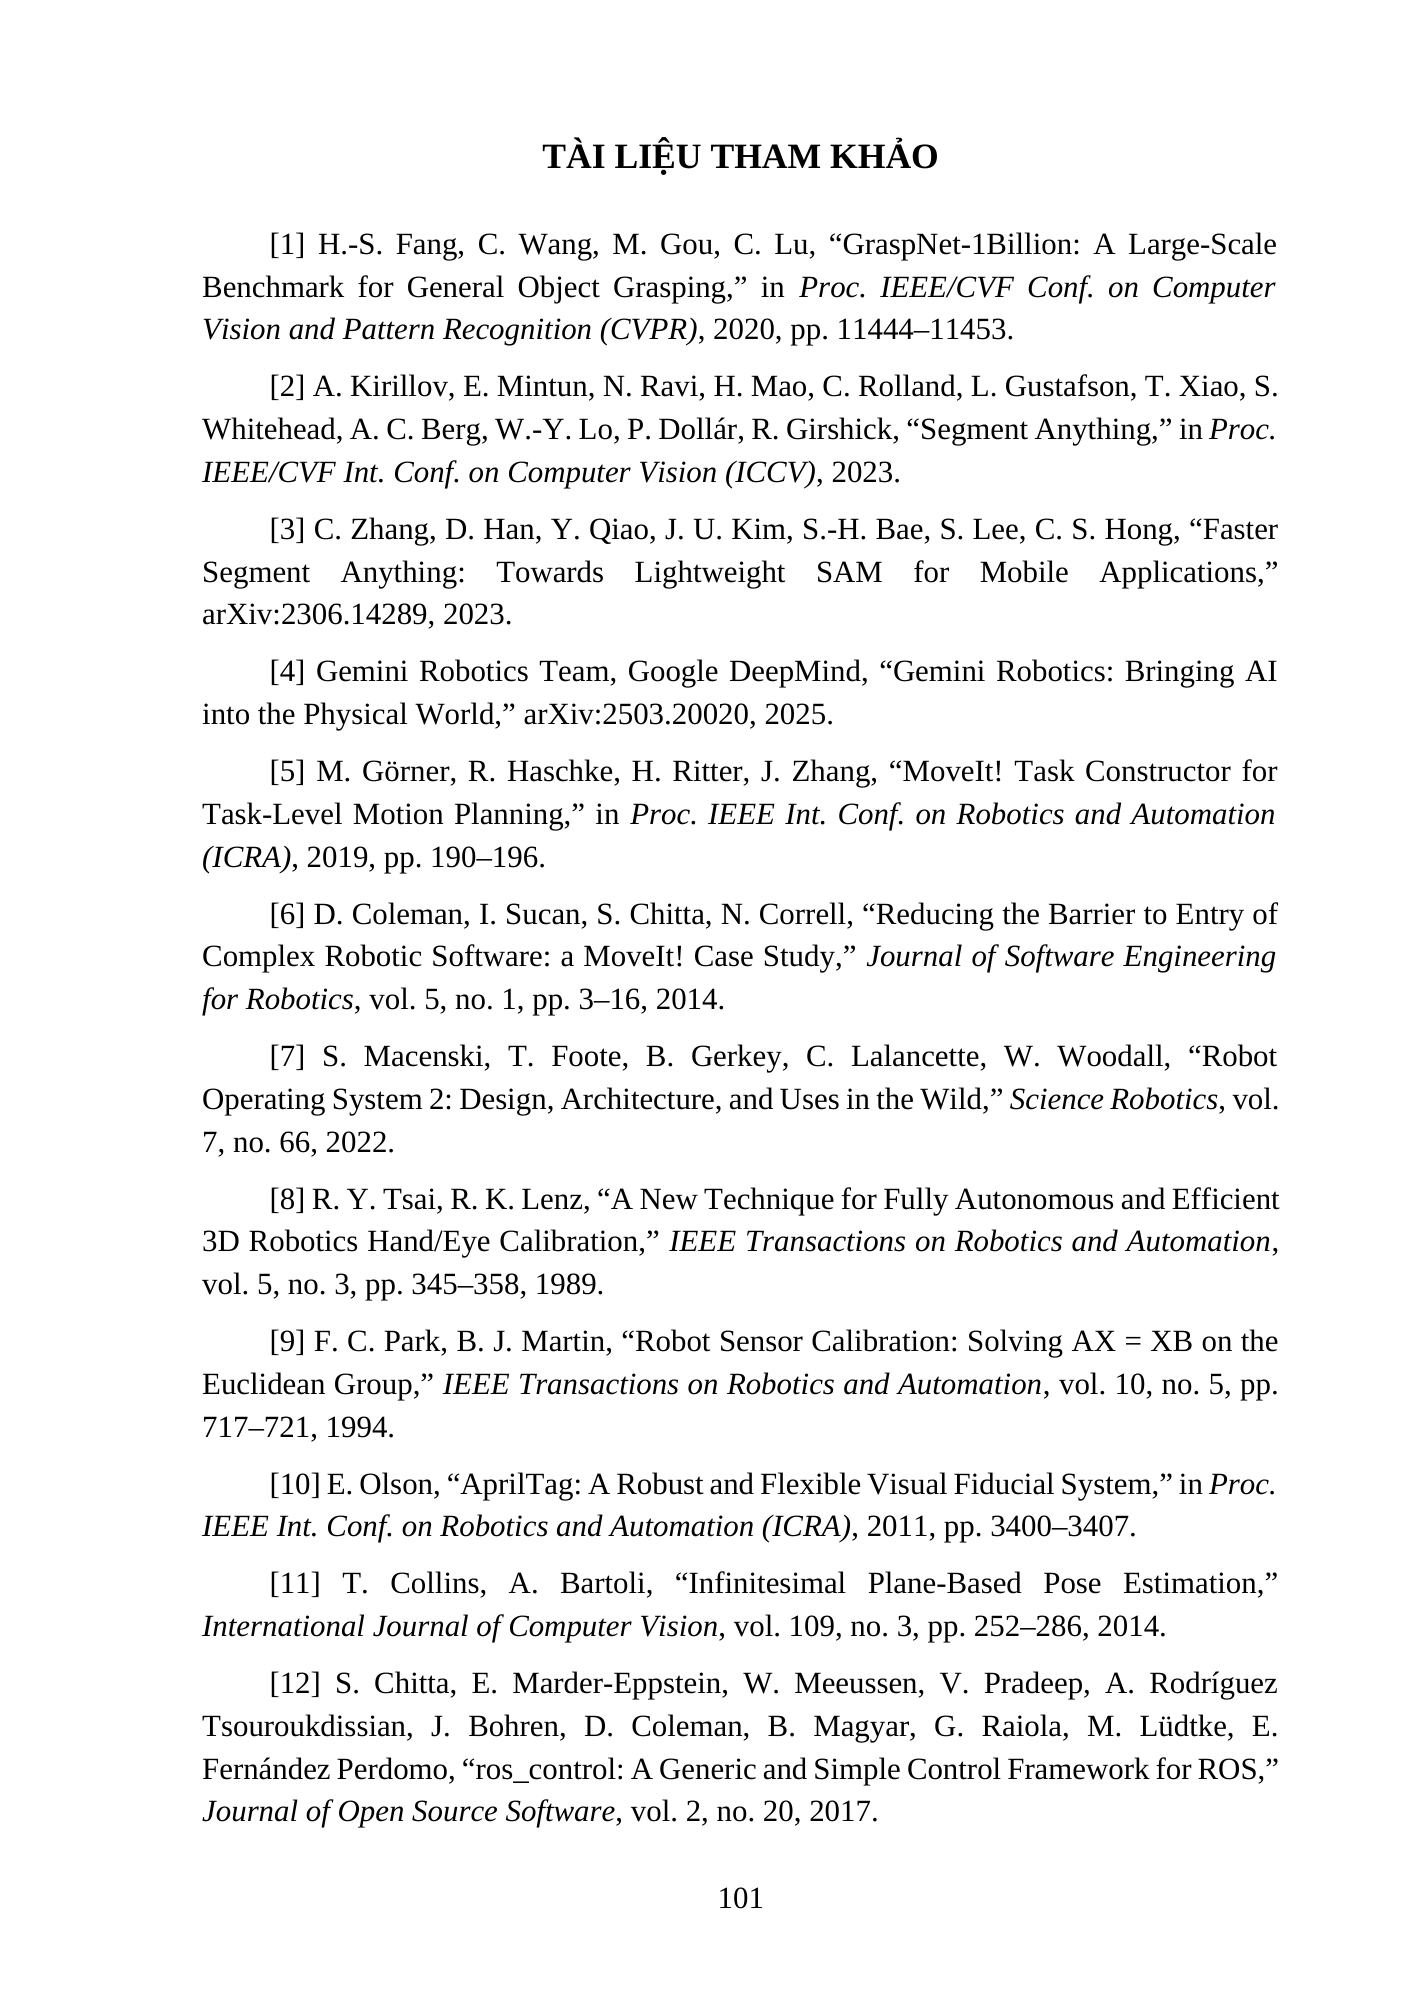 TÀI LIỆU THAM KHẢO
[1] H.-S. Fang, C. Wang, M. Gou, C. Lu, “GraspNet-1Billion: A Large-Scale
Benchmark for General Object Grasping,” in Proc. IEEE/CVF Conf. on Computer
Vision and Pattern Recognition (CVPR), 2020, pp. 11444–11453.
[2] A. Kirillov, E. Mintun, N. Ravi, H. Mao, C. Rolland, L. Gustafson, T. Xiao, S.
Whitehead, A. C. Berg, W.-Y. Lo, P. Dollár, R. Girshick, “Segment Anything,” in Proc.
IEEE/CVF Int. Conf. on Computer Vision (ICCV), 2023.
[3] C. Zhang, D. Han, Y. Qiao, J. U. Kim, S.-H. Bae, S. Lee, C. S. Hong, “Faster
Segment Anything: Towards Lightweight SAM for Mobile Applications,”
arXiv:2306.14289, 2023.
[4] Gemini Robotics Team, Google DeepMind, “Gemini Robotics: Bringing AI
into the Physical World,” arXiv:2503.20020, 2025.
[5] M. Görner, R. Haschke, H. Ritter, J. Zhang, “MoveIt! Task Constructor for
Task-Level Motion Planning,” in Proc. IEEE Int. Conf. on Robotics and Automation
(ICRA), 2019, pp. 190–196.
[6] D. Coleman, I. Sucan, S. Chitta, N. Correll, “Reducing the Barrier to Entry of
Complex Robotic Software: a MoveIt! Case Study,” Journal of Software Engineering
for Robotics, vol. 5, no. 1, pp. 3–16, 2014.
[7] S. Macenski, T. Foote, B. Gerkey, C. Lalancette, W. Woodall, “Robot
Operating System 2: Design, Architecture, and Uses in the Wild,” Science Robotics, vol.
7, no. 66, 2022.
[8] R. Y. Tsai, R. K. Lenz, “A New Technique for Fully Autonomous and Efficient
3D Robotics Hand/Eye Calibration,” IEEE Transactions on Robotics and Automation,
vol. 5, no. 3, pp. 345–358, 1989.
[9] F. C. Park, B. J. Martin, “Robot Sensor Calibration: Solving AX = XB on the
Euclidean Group,” IEEE Transactions on Robotics and Automation, vol. 10, no. 5, pp.
717–721, 1994.
[10] E. Olson, “AprilTag: A Robust and Flexible Visual Fiducial System,” in Proc.
IEEE Int. Conf. on Robotics and Automation (ICRA), 2011, pp. 3400–3407.
[11] T. Collins, A. Bartoli, “Infinitesimal Plane-Based Pose Estimation,”
International Journal of Computer Vision, vol. 109, no. 3, pp. 252–286, 2014.
[12] S. Chitta, E. Marder-Eppstein, W. Meeussen, V. Pradeep, A. Rodríguez
Tsouroukdissian, J. Bohren, D. Coleman, B. Magyar, G. Raiola, M. Lüdtke, E.
Fernández Perdomo, “ros_control: A Generic and Simple Control Framework for ROS,”
Journal of Open Source Software, vol. 2, no. 20, 2017.
101